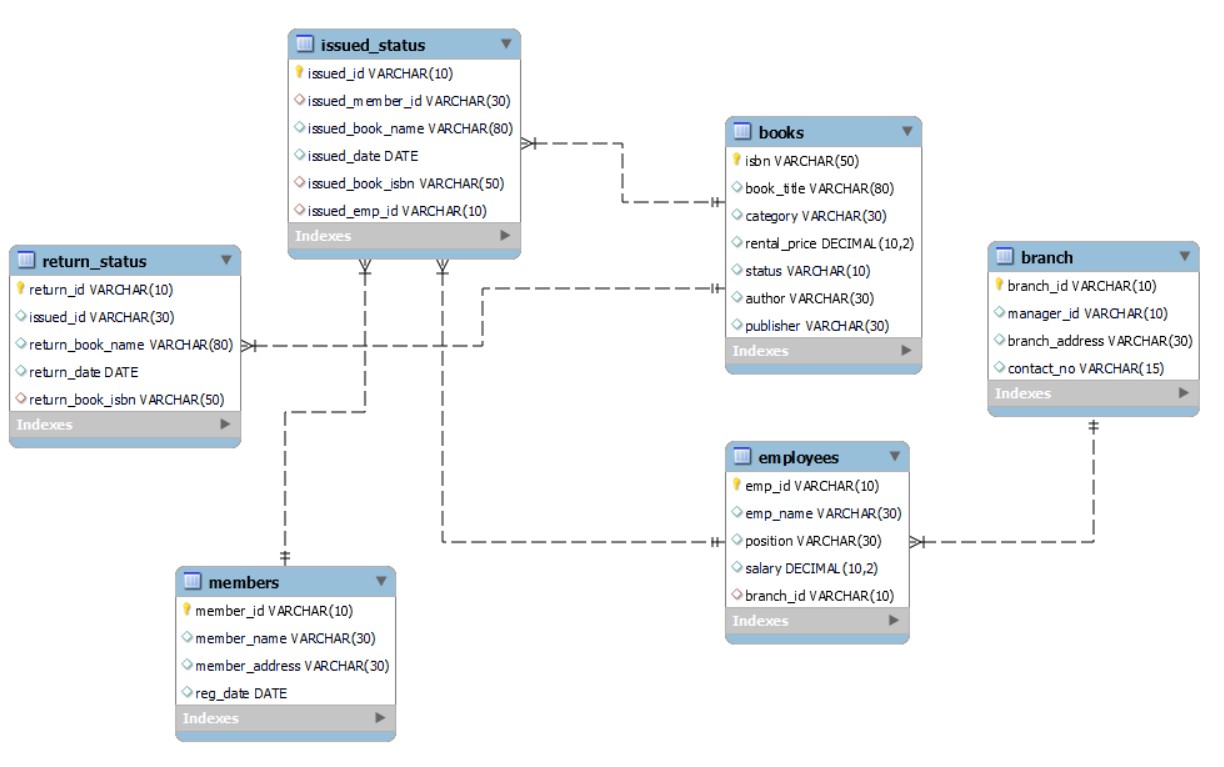 issued_status
issued_id VARCHAR(10)
issued_member_id VARCHAR(30)
issued_book_name VARCHAR(80)
issued_date DATE
issued_book_isbn VARCHAR(50)
issued_emp_id VARCHAR(10)
Indexes
books
isbn VARCHAR(50)
book_title VARCHAR(80)
category VARCHAR(30)
rental_price DECIMAL(10,2)
status VARCHAR(10)
author VARCHAR(30)
publisher VARCHAR(30)
Indexes
return_status
return_id VARCHAR(10)
issued_id VARCHAR(30)
return_book_name VARCHAR(80)
return_date DATE
return_book_isbn VARCHAR(50)
Indexes
branch
branch_id VARCHAR(10)
manager_id VARCHAR(10)
branch_address VARCHAR(30)
contact_no VARCHAR(15)
Indexes
employees
emp_id VARCHAR(10)
emp_name VARCHAR(30)
position VARCHAR(30)
salary DECIMAL(10,2)
branch_id VARCHAR(10)
Indexes
members
member_id VARCHAR(10)
member_name VARCHAR(30)
member_address VARCHAR(30)
reg_date DATE
Indexes